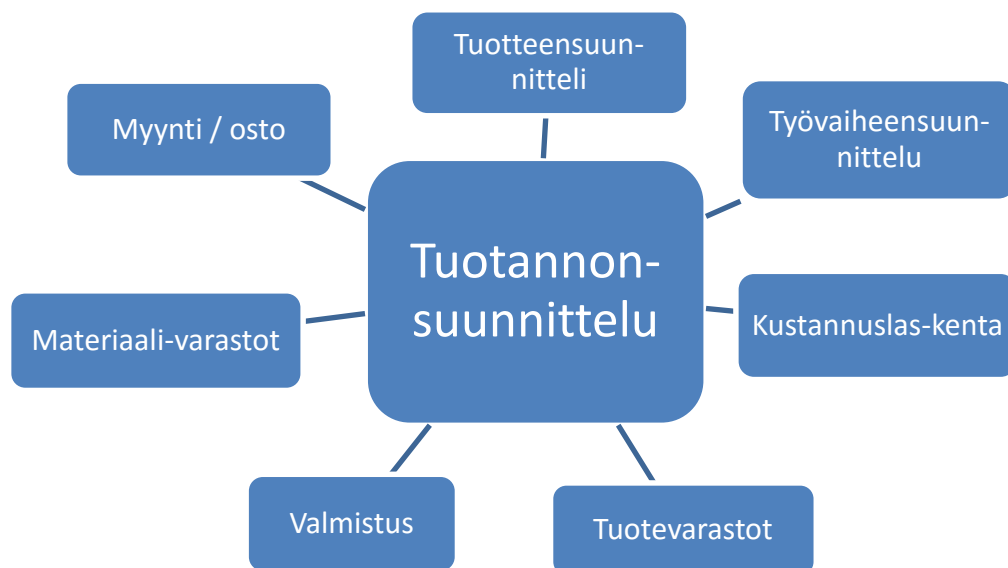 Tuotteensuun-
nitteli
Myynti / osto
Työvaiheensuun-
nittelu
Tuotannon-
suunnittelu
Materiaali-varastot
Kustannuslas-kenta
Valmistus
Tuotevarastot